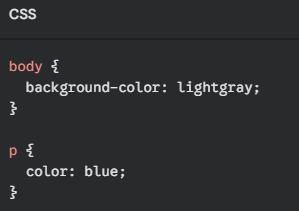 CSS
body {
  background-color: lightgray;
}
p {
  color: blue;
}